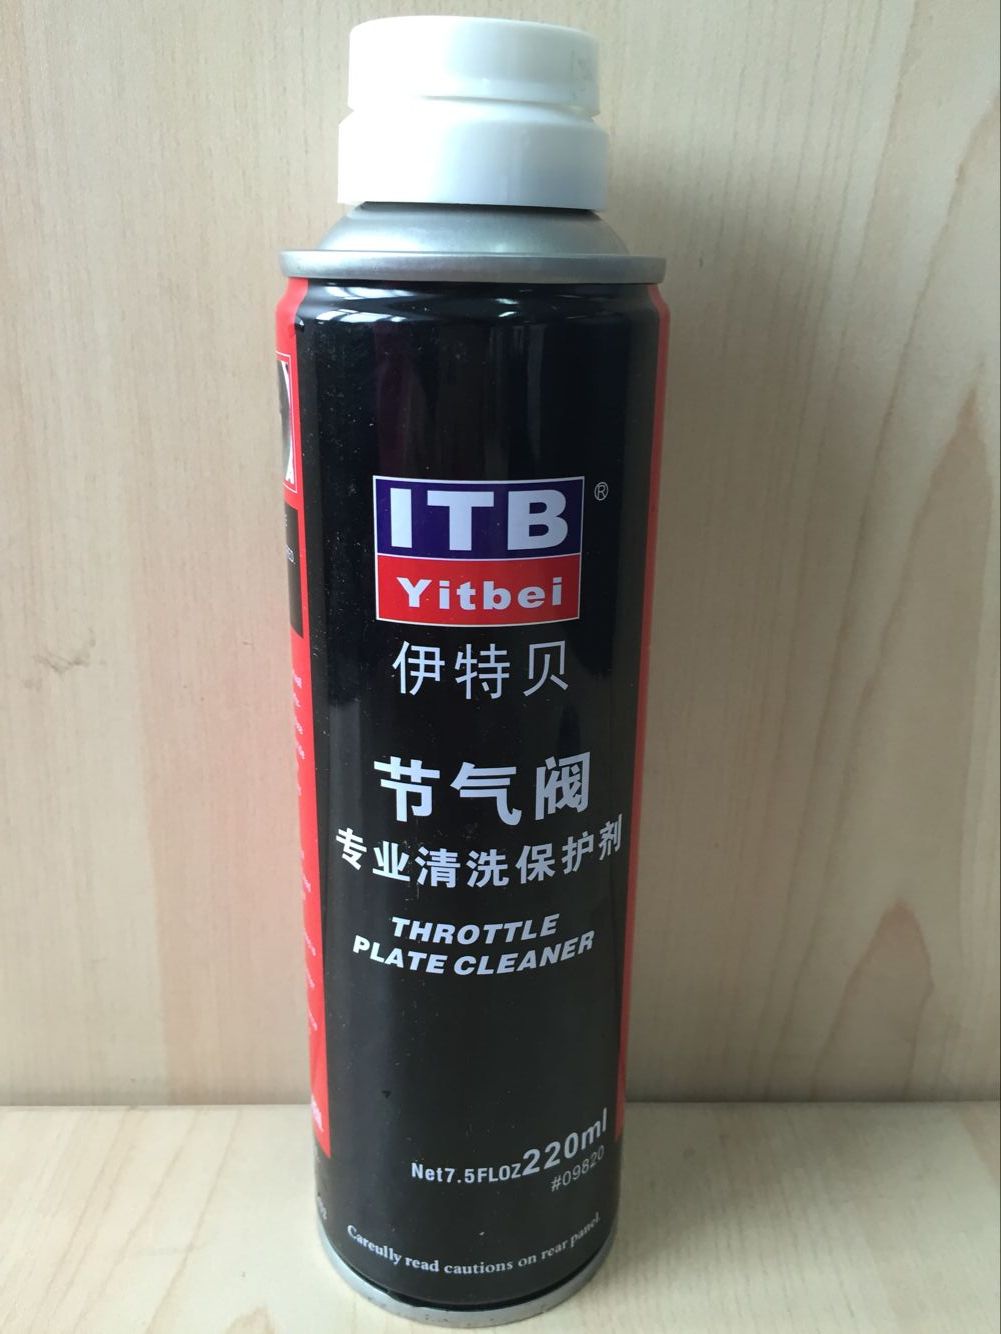 ITB ®
Yitbei
伊特贝
节气阀
专业清洗保护剂
THROTTLE
PLATE CLEANER
Net7.5FLOZ220ml
#09820
Careully read cautions on rear panel.